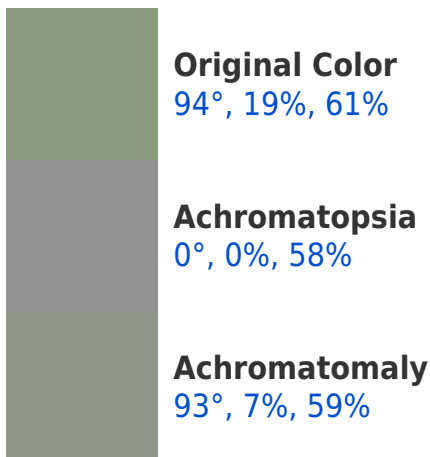 Original Color
94°, 19%, 61%
Achromatopsia
0°, 0%, 58%
Achromatomaly
93°, 7%, 59%